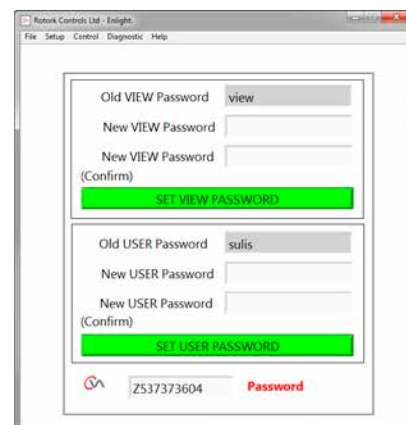 Rotork Controls Ltd - Enlight.
File Setup Control Diagnostic Help
Old VIEW Password view
New VIEW Password
New VIEW Password
(Confirm)
SET VIEW PASSWORD
Old USER Password sulis
New USER Password
New USER Password
(Confirm)
SET USER PASSWORD
Z537373604 Password